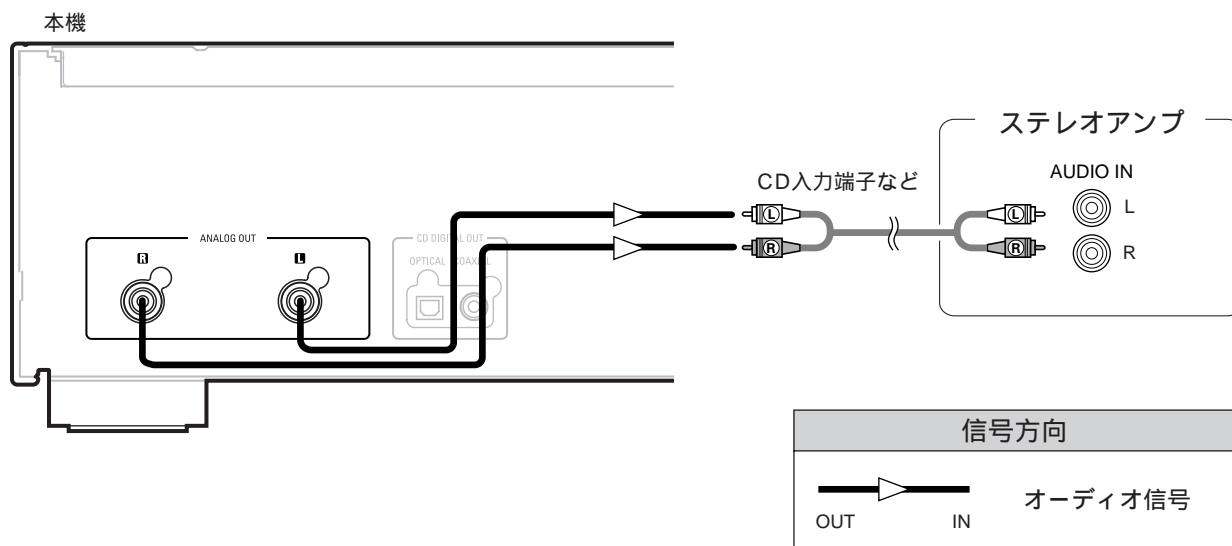 本機
ANALOG OUT
R
L
CD DIGITAL OUT
OPTICAL COAXIAL
CD入力端子など
L
R
L
R
ステレオアンプ
AUDIO IN
L
R
信号方向
OUT IN
オーディオ信号